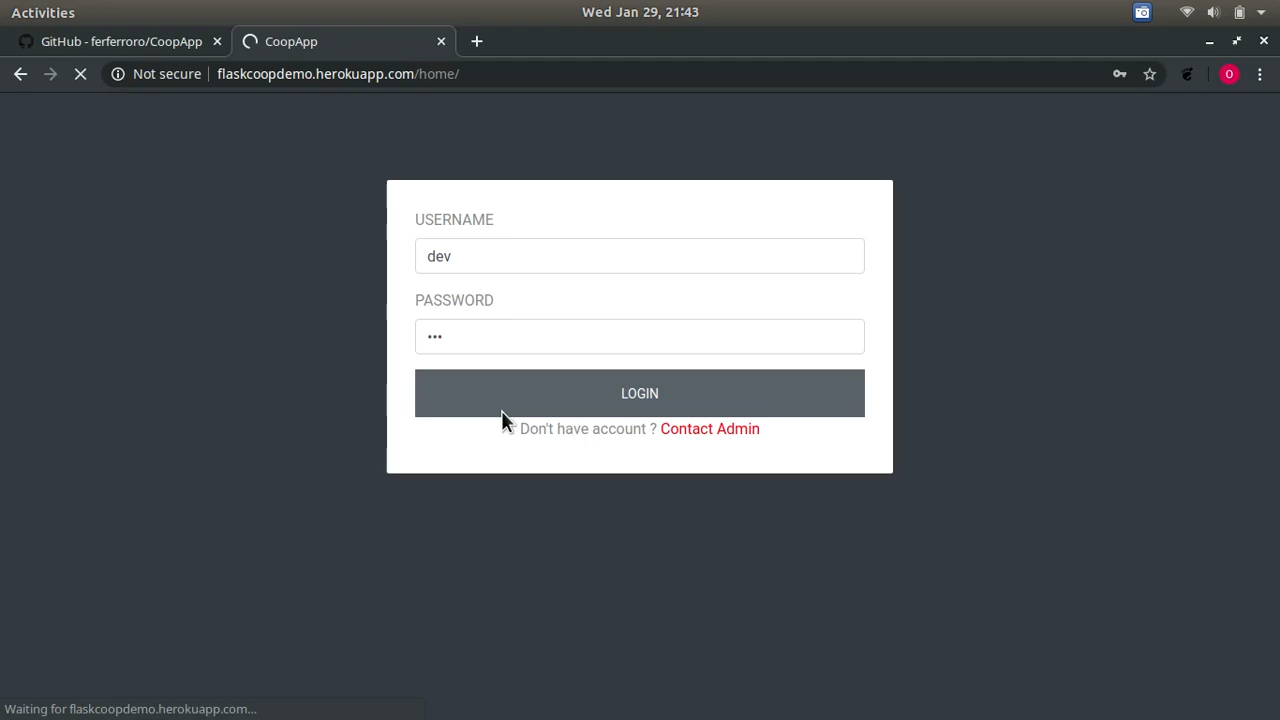 Activities
Wed Jan 29, 21:43
GitHub - ferferroro/CoopApp
CoopApp
Not secure
flaskcoopdemo.herokuapp.com/home/
O
USERNAME
dev
PASSWORD
•••
LOGIN
Don't have account ? Contact Admin
Waiting for flaskcoopdemo.herokuapp.com...